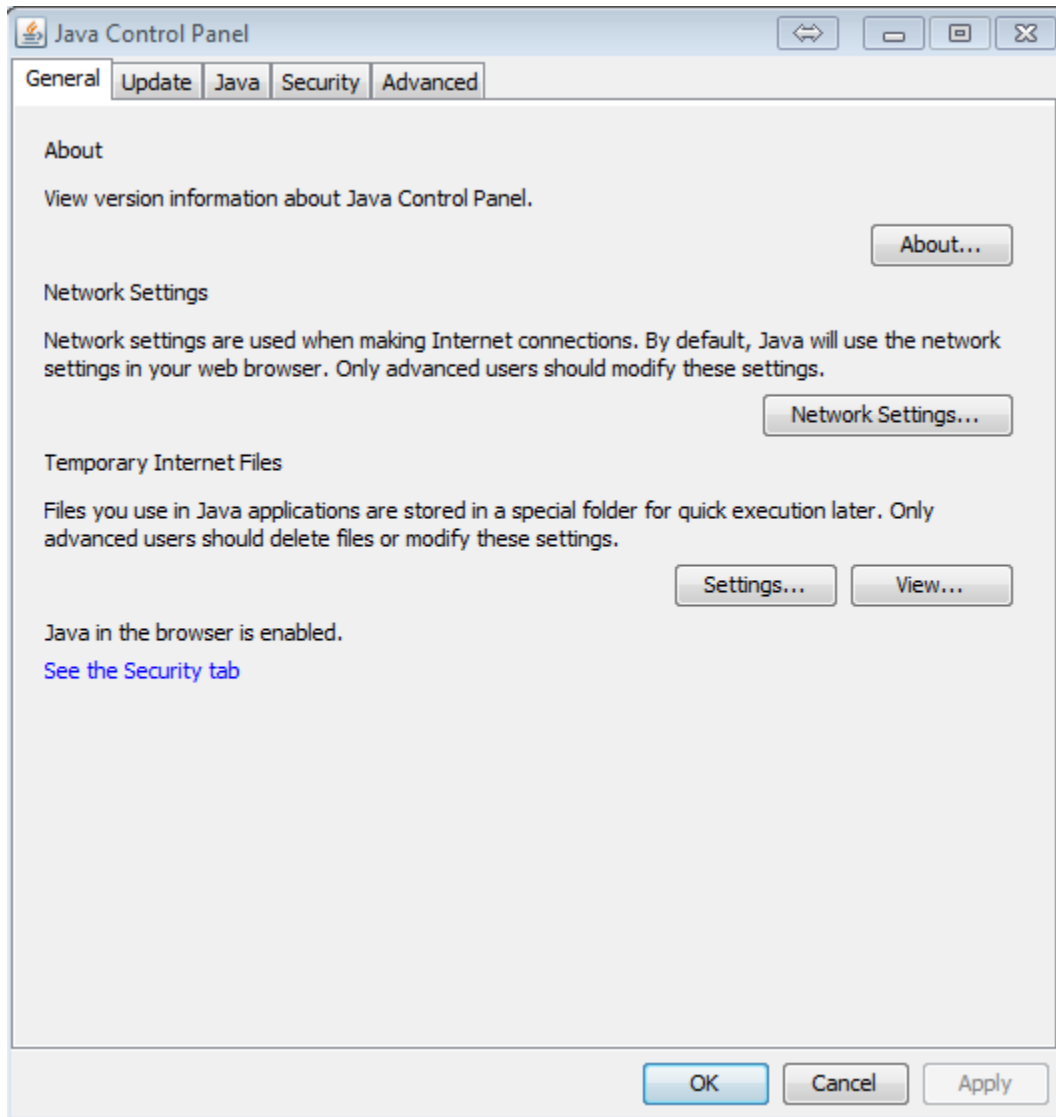 Java Control Panel
General Update Java Security Advanced
About
View version information about Java Control Panel.
About...
Network Settings
Network settings are used when making Internet connections. By default, Java will use the network
settings in your web browser. Only advanced users should modify these settings.
Network Settings...
Temporary Internet Files
Files you use in Java applications are stored in a special folder for quick execution later. Only
advanced users should delete files or modify these settings.
Settings... View...
Java in the browser is enabled.
See the Security tab
OK Cancel Apply